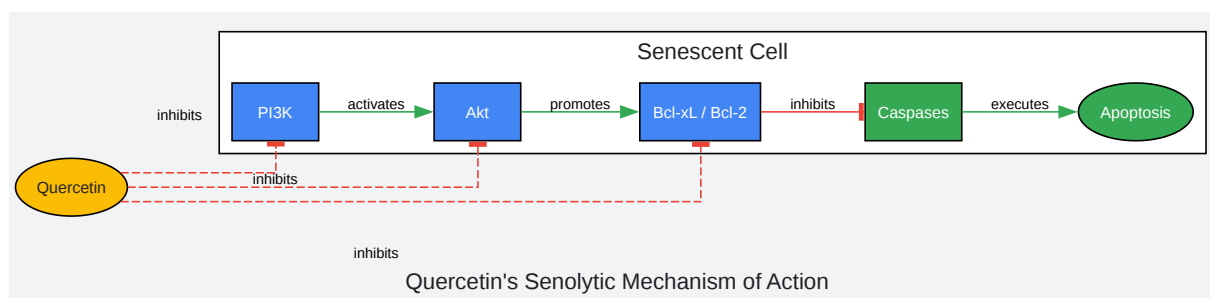 Senescent Cell
inhibits
PI3K
activates
Akt
promotes
Bcl-xL / Bcl-2
inhibits
Caspases
executes
Apoptosis
Quercetin
inhibits
inhibits
Quercetin's Senolytic Mechanism of Action